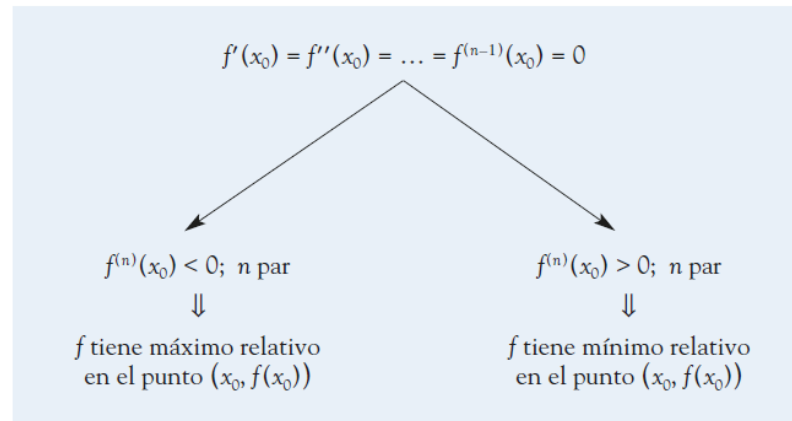 f′(x₀) = f′′(x₀) = … = f⁽ⁿ⁻¹⁾(x₀) = 0
f⁽ⁿ⁾(x₀) < 0; n par
f⁽ⁿ⁾(x₀) > 0; n par
⇓
⇓
f tiene máximo relativo
en el punto (x₀, f(x₀))
f tiene mínimo relativo
en el punto (x₀, f(x₀))